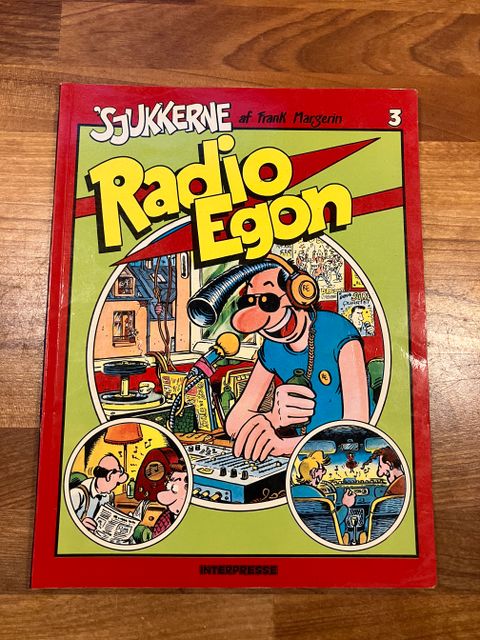 'SJUKKERNE af Frank Margerin 3
Radio
Egon
INTERPRESSE